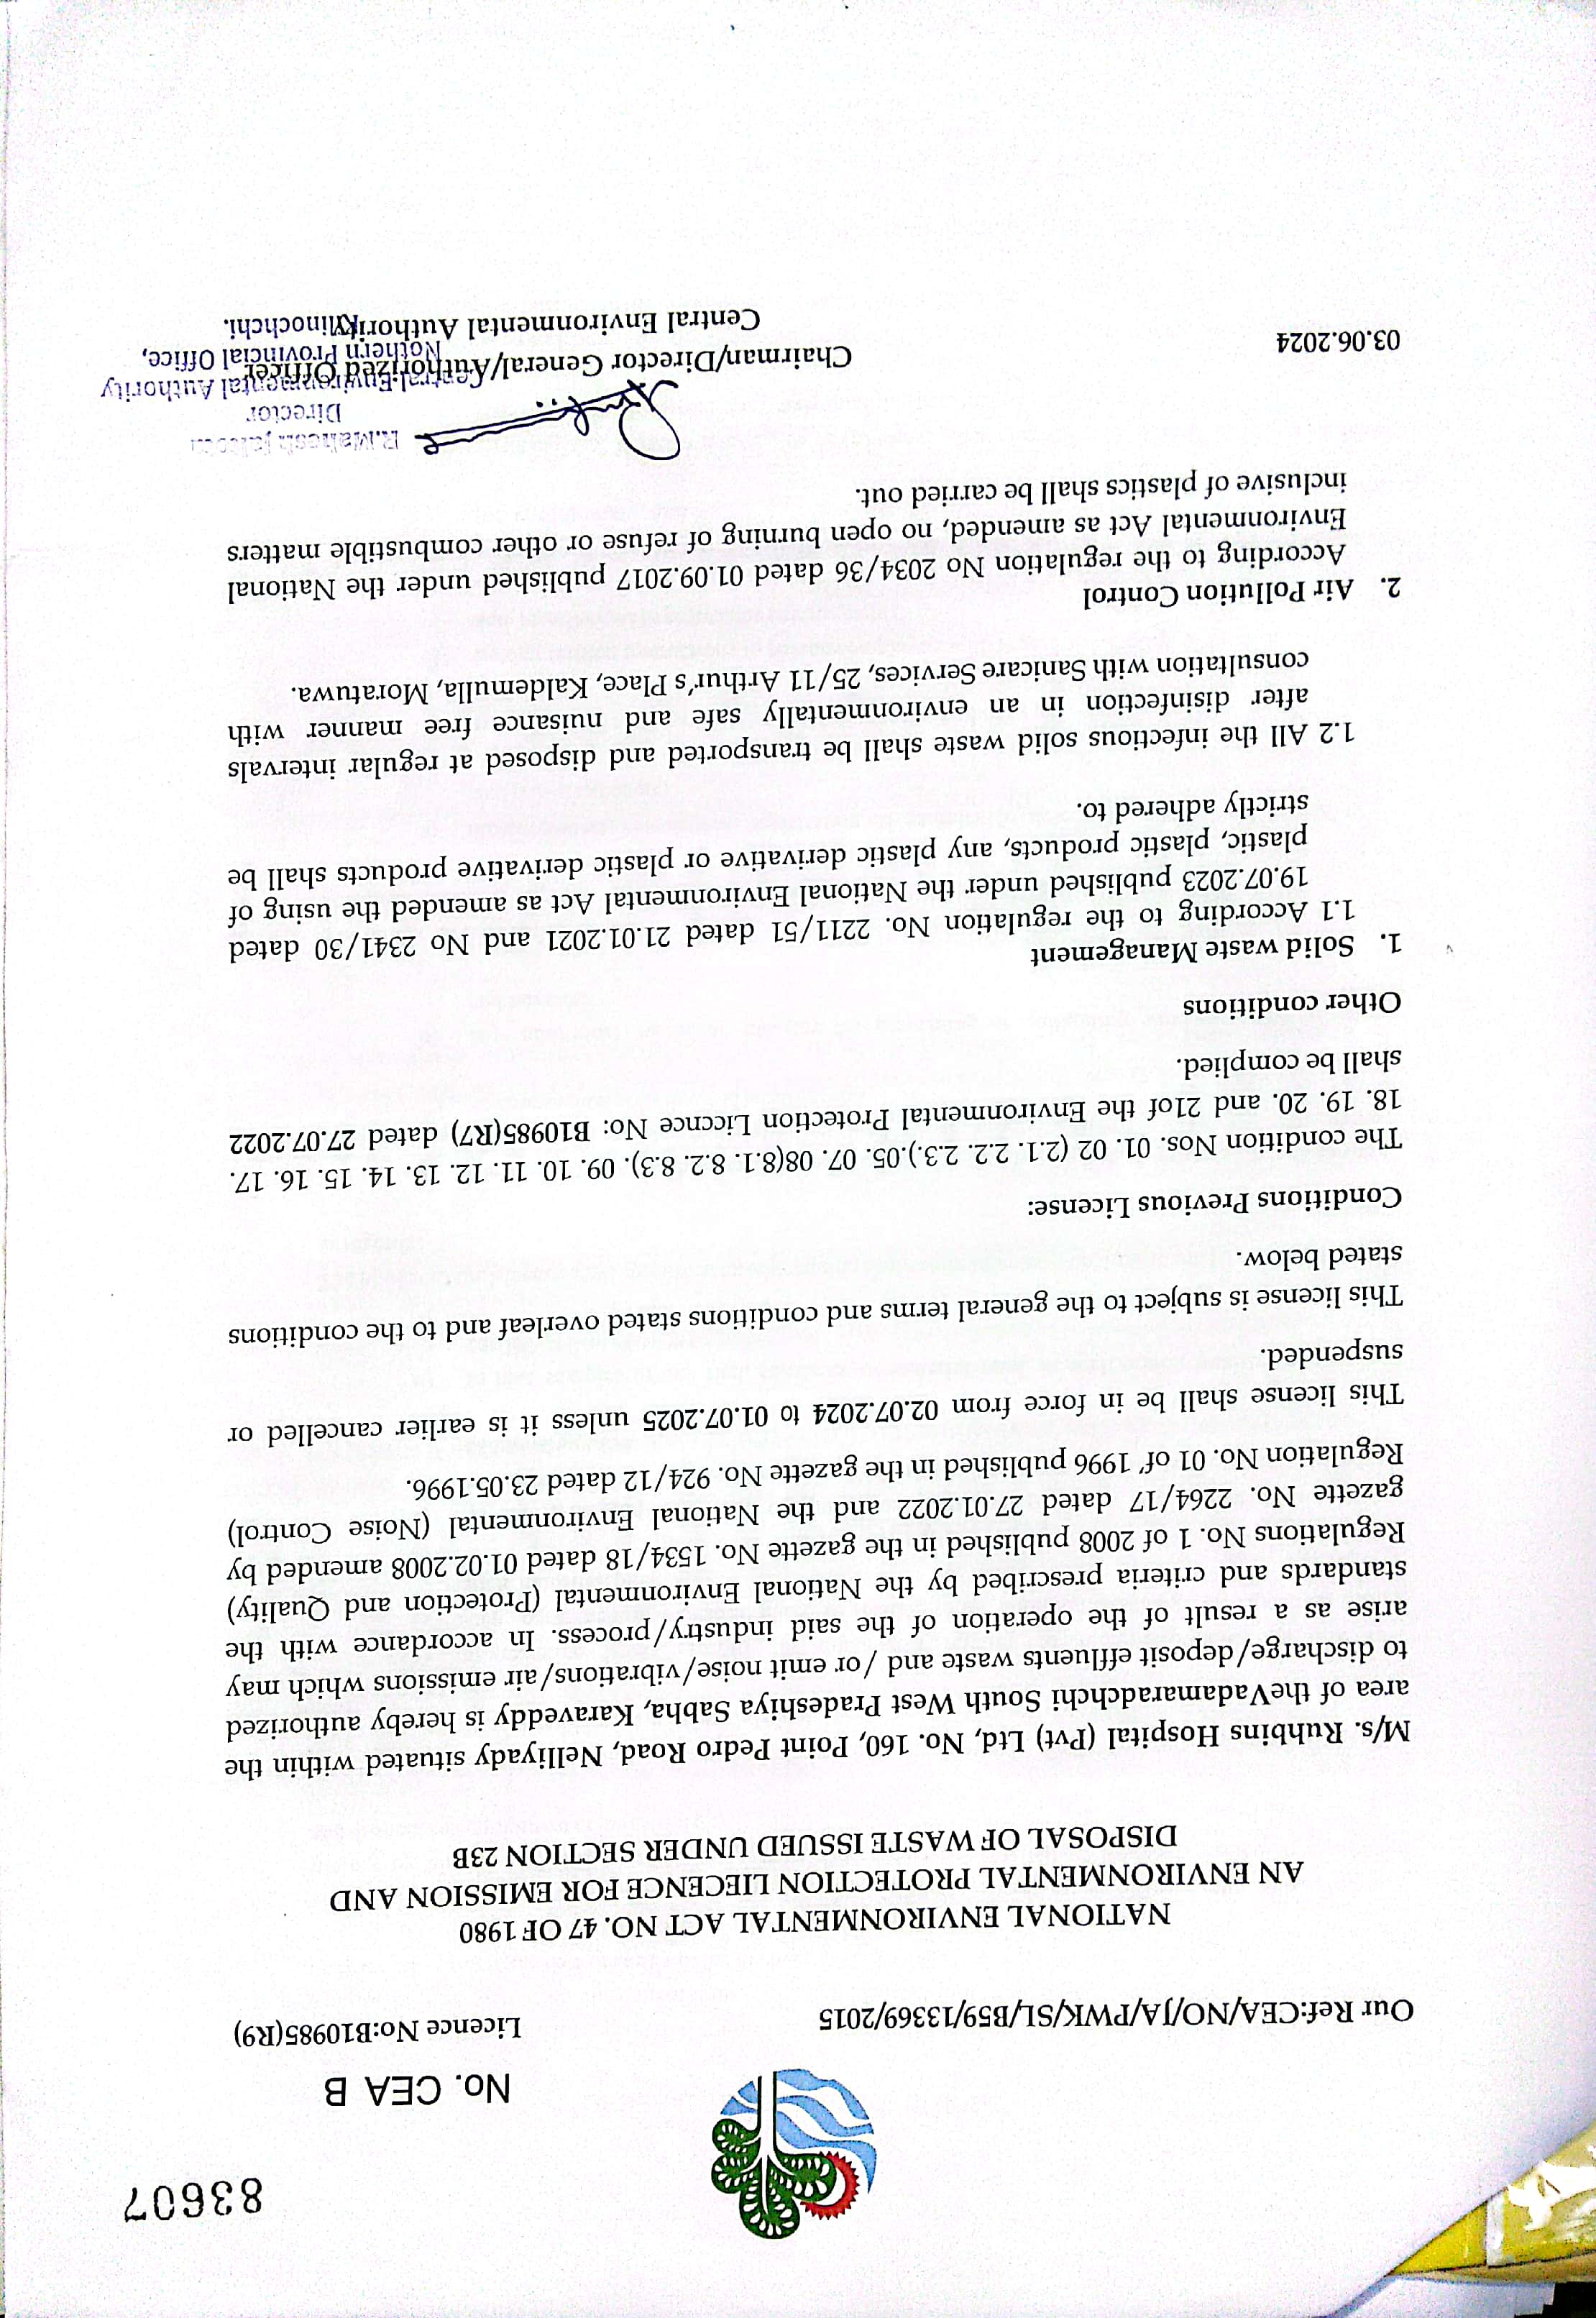 83607
No. CEA B
Our Ref:CEA/NO/JA/PWK/SL/B59/13369/2015
Licence No:B10985(R9)
NATIONAL ENVIRONMENTAL ACT NO. 47 OF 1980
AN ENVIRONMENTAL PROTECTION LIECENCE FOR EMISSION AND
DISPOSAL OF WASTE ISSUED UNDER SECTION 23B
M/s. Ruhbins Hospital (Pvt) Ltd, No. 160, Point Pedro Road, Nelliyady situated within the
area of theVadamaradchchi South West Pradeshiya Sabha, Karaveddy is hereby authorized
to discharge/deposit effluents waste and /or emit noise/vibrations/air emissions which may
arise as a result of the operation of the said industry/process. In accordance with the
standards and criteria prescribed by the National Environmental (Protection and Quality)
Regulations No. 1 of 2008 published in the gazette No. 1534/18 dated 01.02.2008 amended by
gazette No. 2264/17 dated 27.01.2022 and the National Environmental (Noise Control)
Regulation No. 01 of′ 1996 published in the gazette No. 924/12 dated 23.05.1996.
This license shall be in force from 02.07.2024 to 01.07.2025 unless it is earlier cancelled or
suspended.
This license is subject to the general terms and conditions stated overleaf and to the conditions
stated below.
Conditions Previous License:
The condition Nos. 01. 02 (2.1. 2.2. 2.3.).05. 07. 08(8.1. 8.2. 8.3). 09. 10. 11. 12. 13. 14. 15. 16. 17.
18. 19. 20. and 21of the Environmental Protection Liccnce No: B10985(R7) dated 27.07.2022
shall be complied.
Other conditions
1. Solid waste Management
1.1 According to the regulation No. 2211/51 dated 21.01.2021 and No 2341/30 dated
19.07.2023 published under the National Environmental Act as amended the using of
plastic, plastic products, any plastic derivative or plastic derivative products shall be
strictly adhered to.
1.2 All the infectious solid waste shall be transported and disposed at regular intervals
after disinfection in an environmentally safe and nuisance free manner with
consultation with Sanicare Services, 25/11 Arthur's Place, Kaldemulla, Moratuwa.
2. Air Pollution Control
According to the regulation No 2034/36 dated 01.09.2017 published under the National
Environmental Act as amended, no open burning of refuse or other combustible matters
inclusive of plastics shall be carried out.
R.Mahesh
Director
Central Environmental Authority
Chairman/Director General/Authorized Officer
Nothern Provincial Office,
03.06.2024
Central Environmental Authority
Kilinochchi.